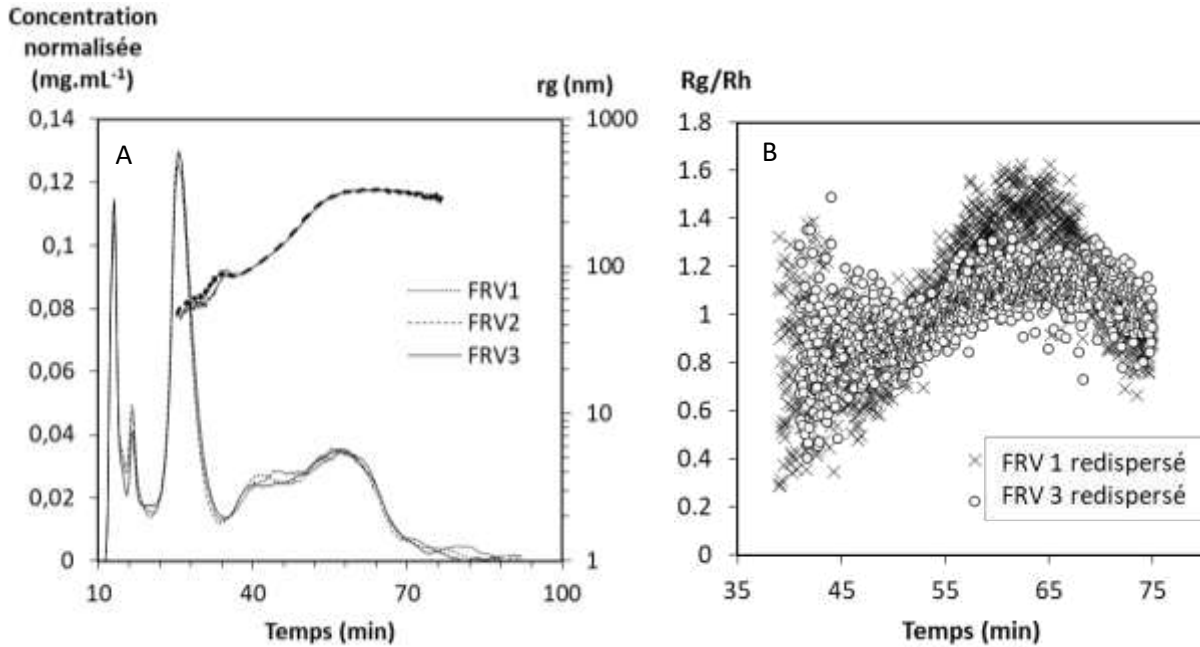 Concentration
normalisée
(mg.mL-1)
rg (nm)
0,14
0,12
0,1
0,08
0,06
0,04
0,02
0
A
1000
100
10
1
FRV1
FRV2
FRV3
10
40
70
100
Temps (min)
Rg/Rh
1.8
1.6
1.4
1.2
1
0.8
0.6
0.4
0.2
0
B
FRV 1 redispersé
FRV 3 redispersé
35
45
55
65
75
Temps (min)